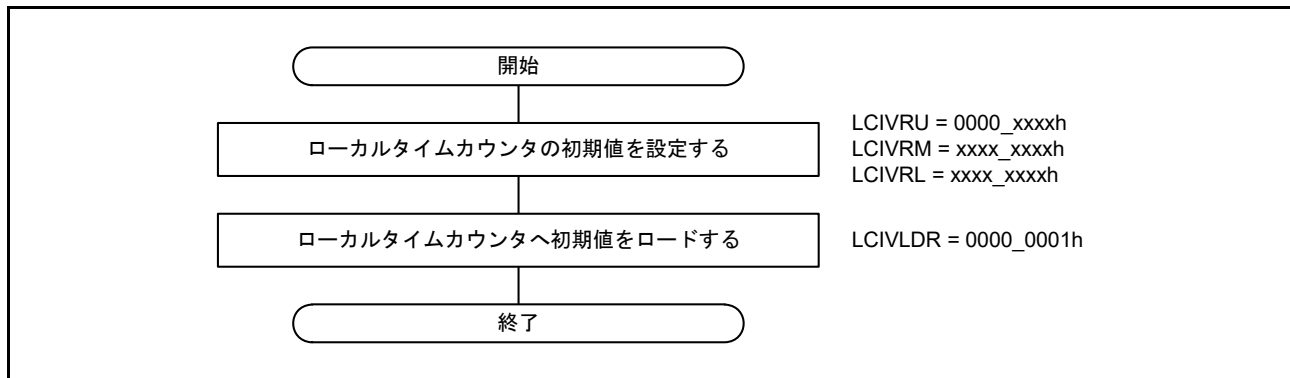 開始
ローカルタイムカウンタの初期値を設定する
LCIVRU = 0000_xxxxh
LCIVRM = xxxx_xxxxh
LCIVRL = xxxx_xxxxh
ローカルタイムカウンタへ初期値をロードする
LCIVLDR = 0000_0001h
終了